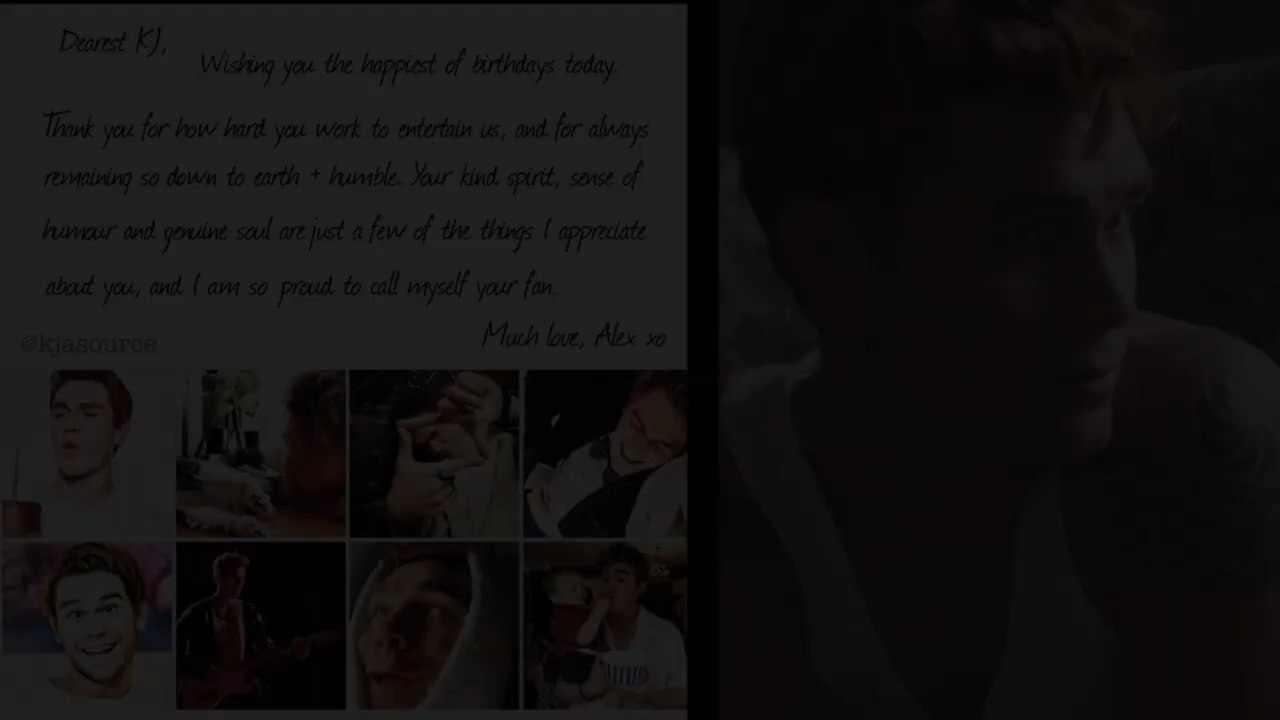 Dearest KJ,
Wishing you the happiest of birthdays today.
Thank you for how hard you work to entertain us, and for always
remaining so down to earth + humble. Your kind spirit, sense of
humour and genuine soul are just a few of the things I appreciate
about you, and I am so proud to call myself your fan.
Much love, Alex xo
@kjasource